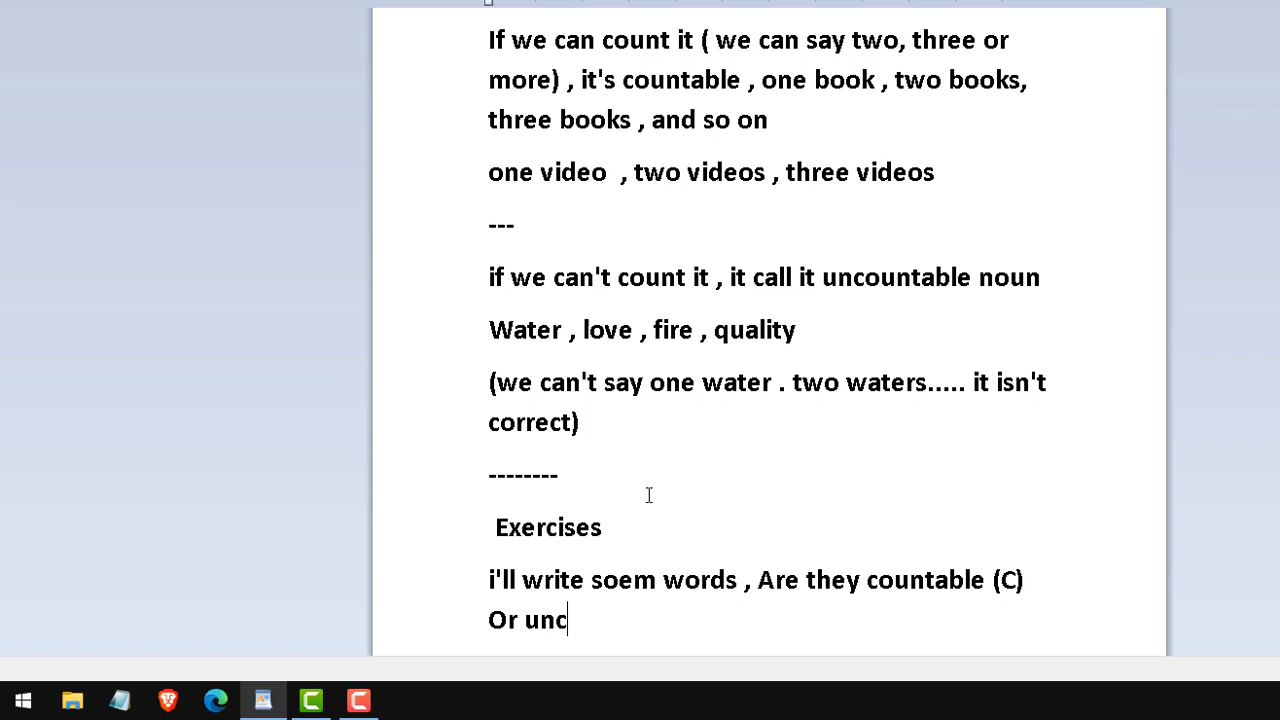 If we can count it ( we can say two, three or
more) , it's countable , one book , two books,
three books , and so on
one video  , two videos , three videos
---
if we can't count it , it call it uncountable noun
Water , love , fire , quality
(we can't say one water . two waters..... it isn't
correct)
--------
Exercises
i'll write soem words , Are they countable (C)
Or unc